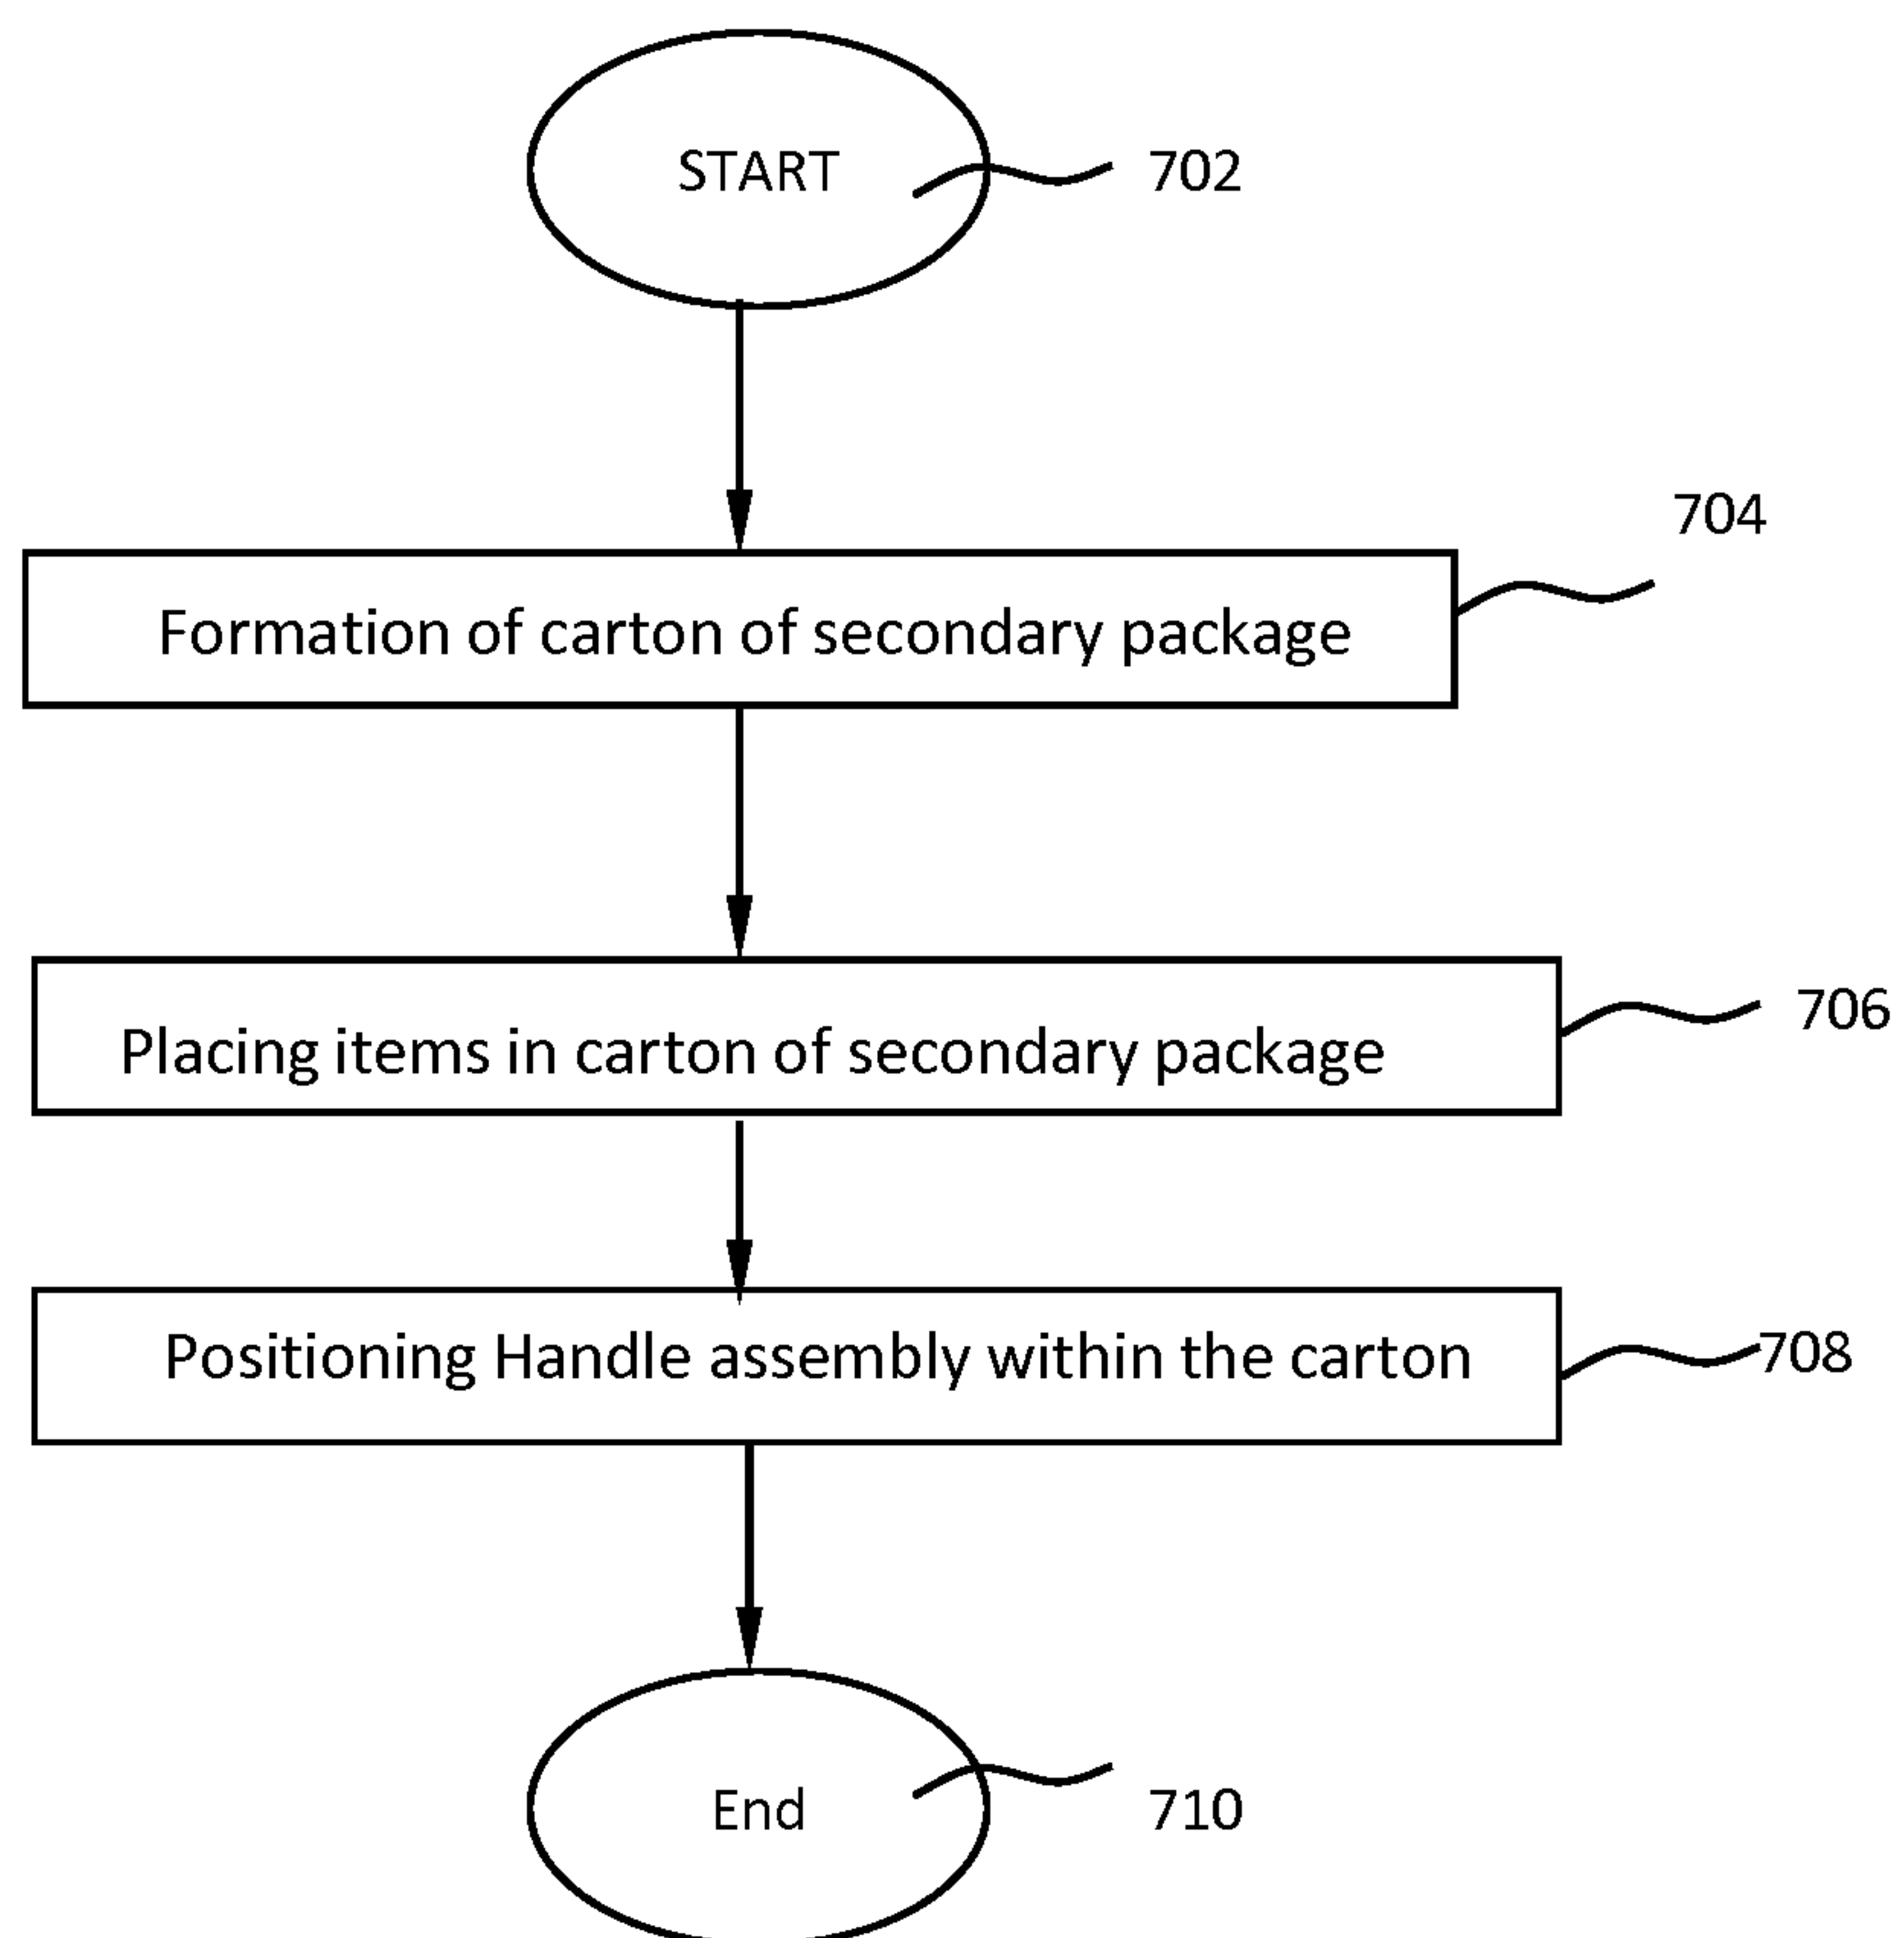 START
702
704
Formation of carton of secondary package
706
Placing items in carton of secondary package
708
Positioning Handle assembly within the carton
End
710